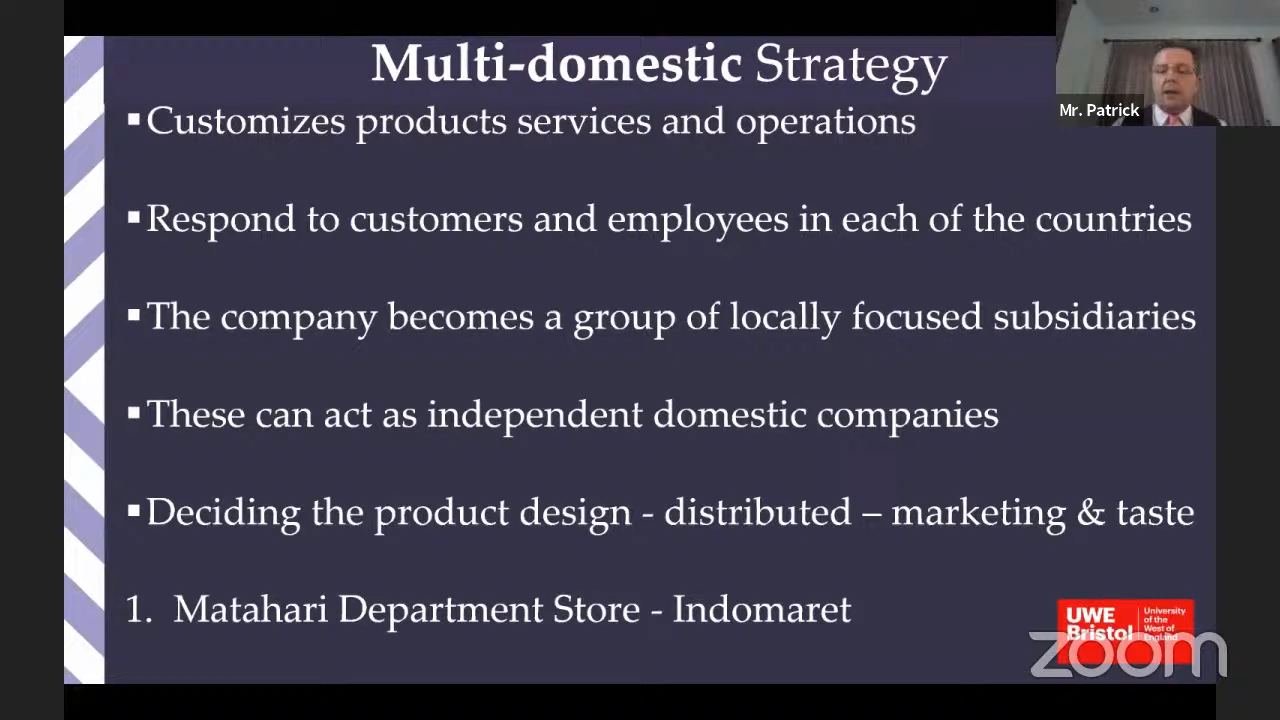 Multi-domestic Strategy
Mr. Patrick
▪Customizes products services and operations
▪Respond to customers and employees in each of the countries
▪The company becomes a group of locally focused subsidiaries
▪These can act as independent domestic companies
▪Deciding the product design - distributed – marketing & taste
1. Matahari Department Store - Indomaret
UWE
Bristol
University
of the
West of
England
zoom